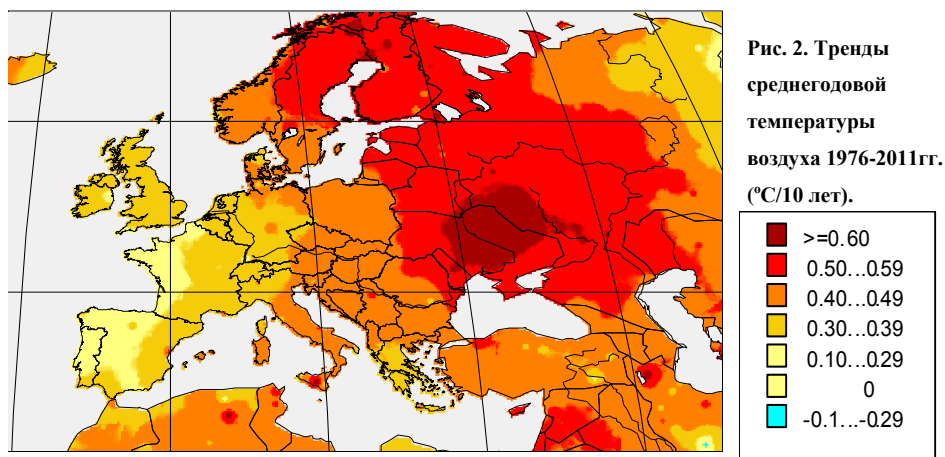 Рис. 2. Тренды
среднегодовой
температуры
воздуха 1976-2011гг.
(ºС/10 лет).
>=0.60
0.50...0.59
0.40...0.49
0.30...0.39
0.10...0.29
0
-0.1...-0.29